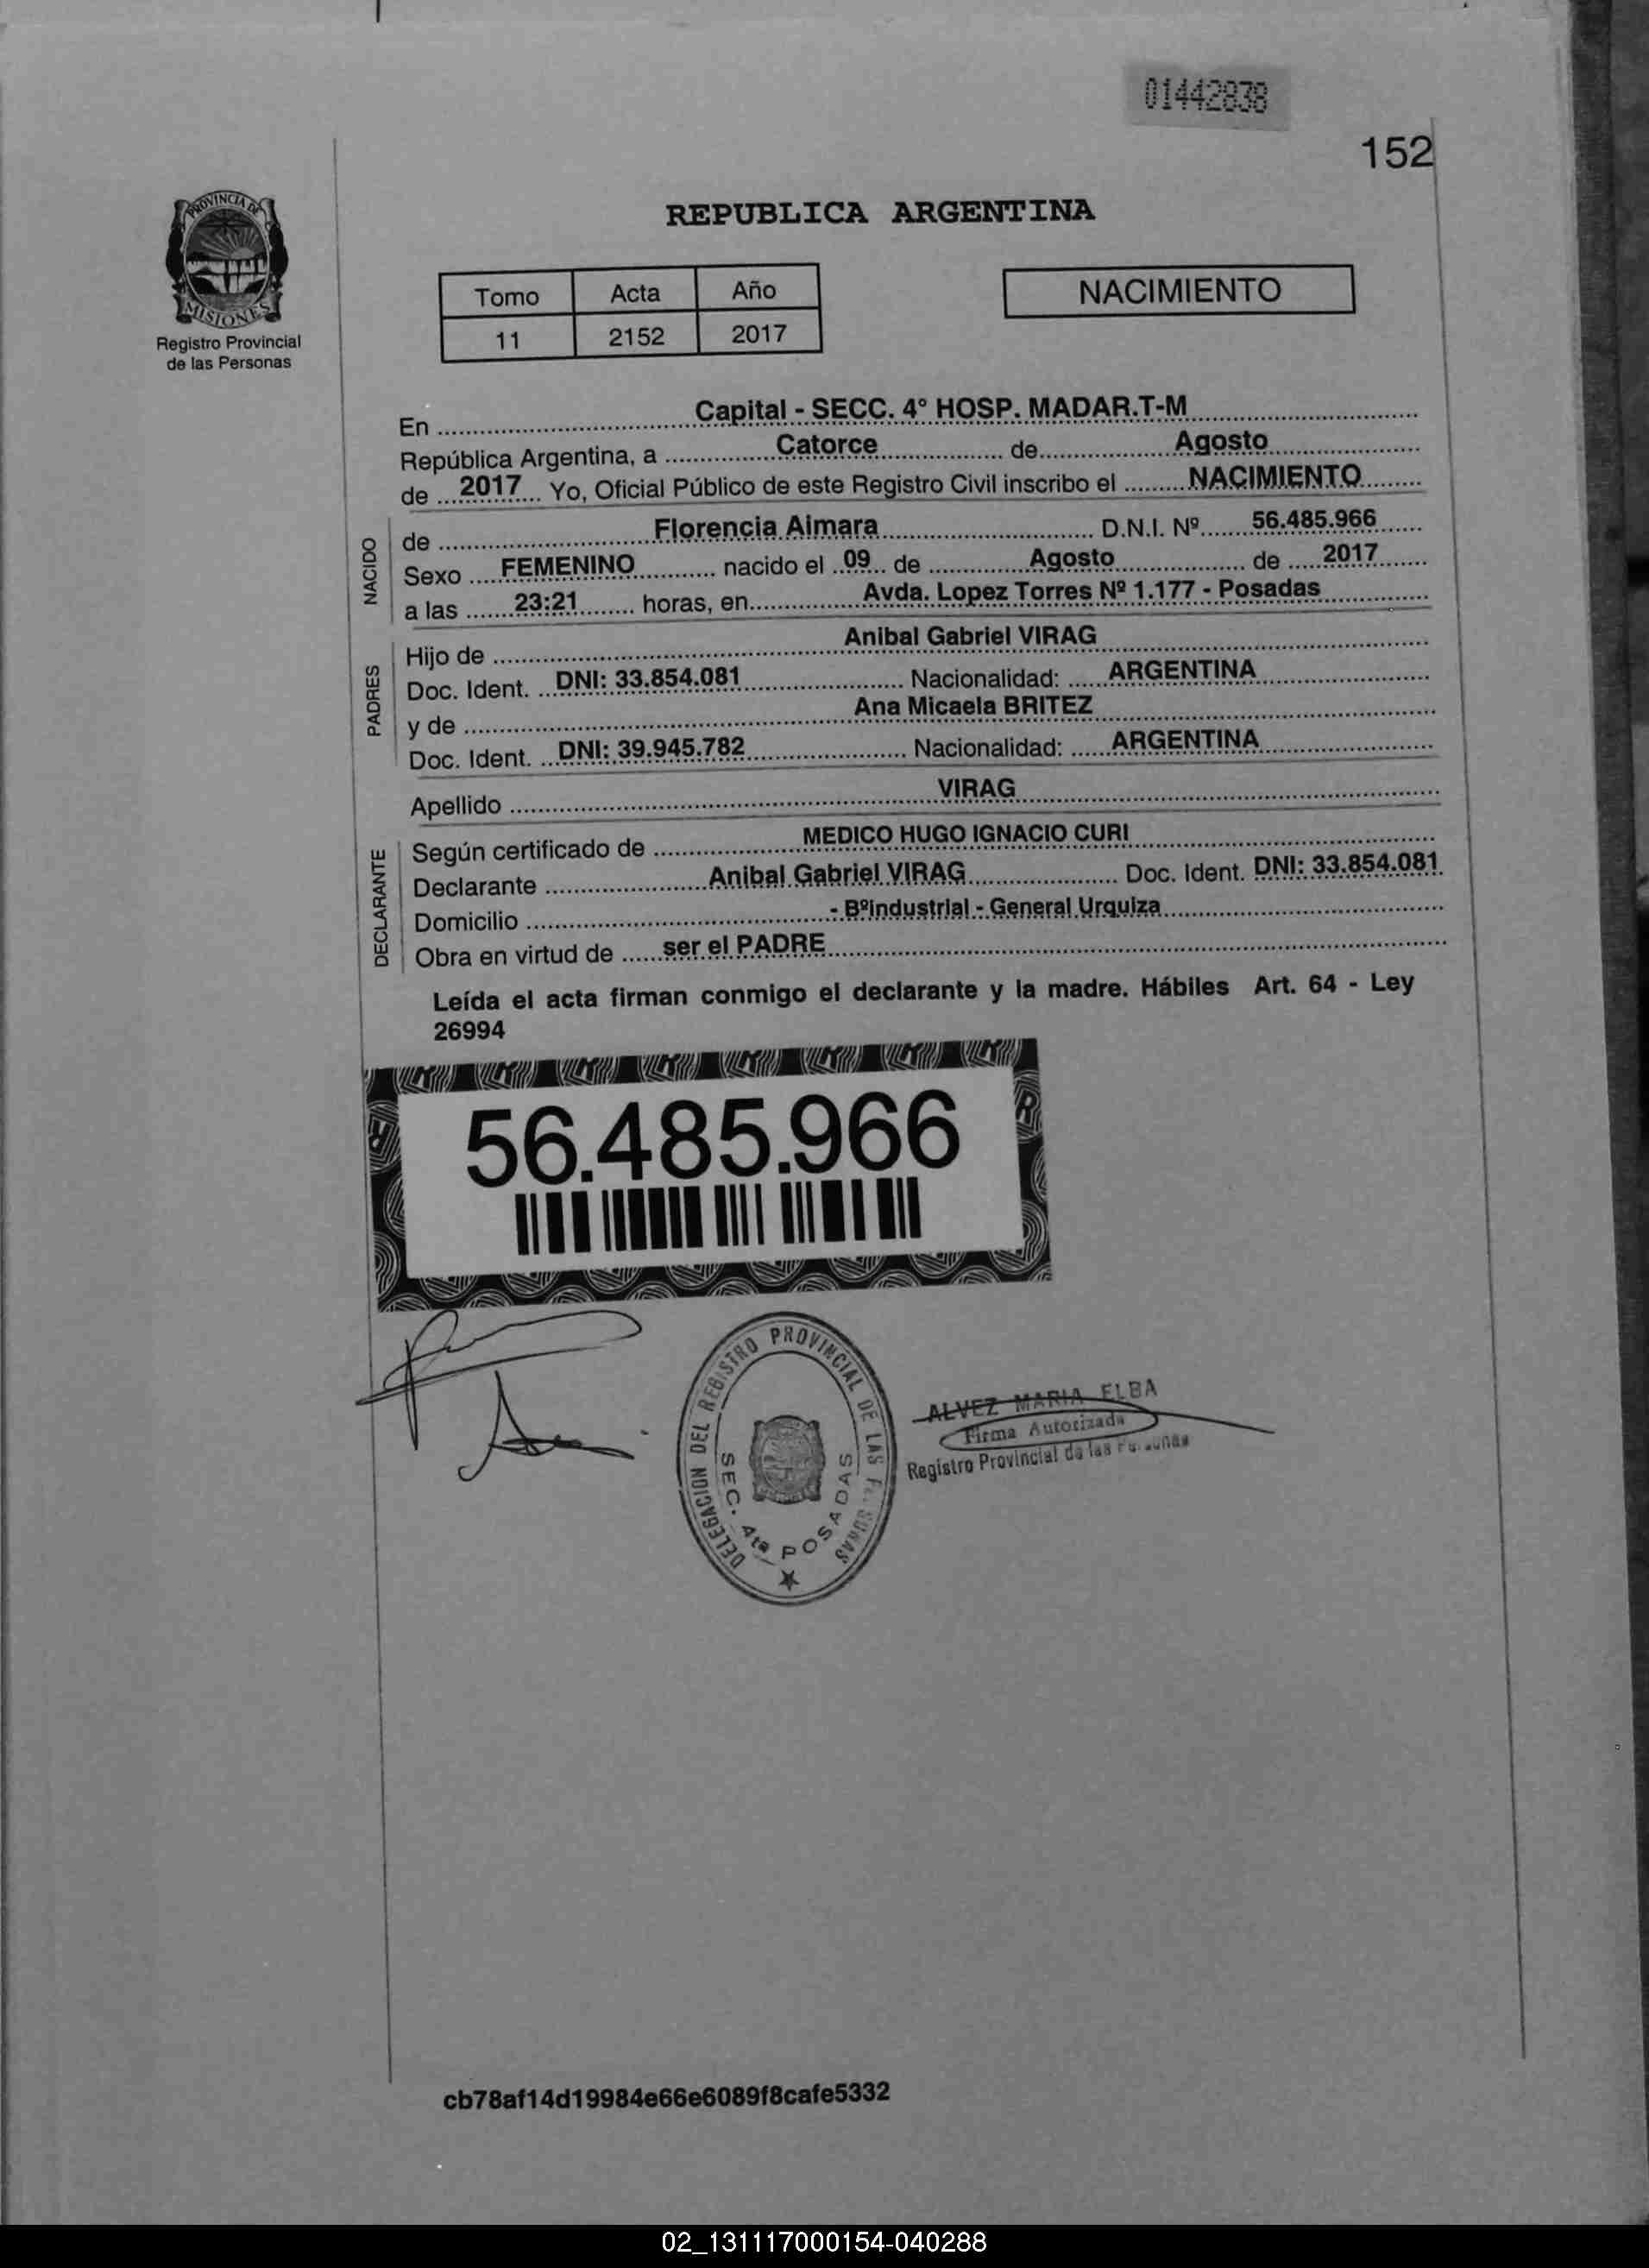 01442838
152
PROVINCIA DE
MISIONES
Registro Provincial
de las Personas
REPUBLICA ARGENTINA
Tomo Acta Año
11 2152 2017
NACIMIENTO
En Capital - SECC. 4° HOSP. MADAR.T-M
República Argentina, a Catorce de Agosto
de 2017 Yo, Oficial Público de este Registro Civil inscribo el NACIMIENTO
NACIDO
de Florencia Aimara D.N.I. Nº 56.485.966
Sexo FEMENINO nacido el 09 de Agosto de 2017
a las 23:21 horas, en Avda. Lopez Torres Nº 1.177 - Posadas
PADRES
Hijo de Anibal Gabriel VIRAG
Doc. Ident. DNI: 33.854.081 Nacionalidad: ARGENTINA
y de Ana Micaela BRITEZ
Doc. Ident. DNI: 39.945.782 Nacionalidad: ARGENTINA
Apellido VIRAG
DECLARANTE
Según certificado de MEDICO HUGO IGNACIO CURI
Declarante Anibal Gabriel VIRAG Doc. Ident. DNI: 33.854.081
Domicilio - BºIndustrial - General Urquiza
Obra en virtud de ser el PADRE
Leída el acta firman conmigo el declarante y la madre. Hábiles Art. 64 - Ley
26994
56.485.966
DELEGACION DEL REGISTRO PROVINCIAL DE LAS
SEC. 4ta POSADAS
ALVEZ MARIA ELBA
Firma Autorizada
Registro Provincial de las
cb78af14d19984e66e6089f8cafe5332
02_131117000154-040288